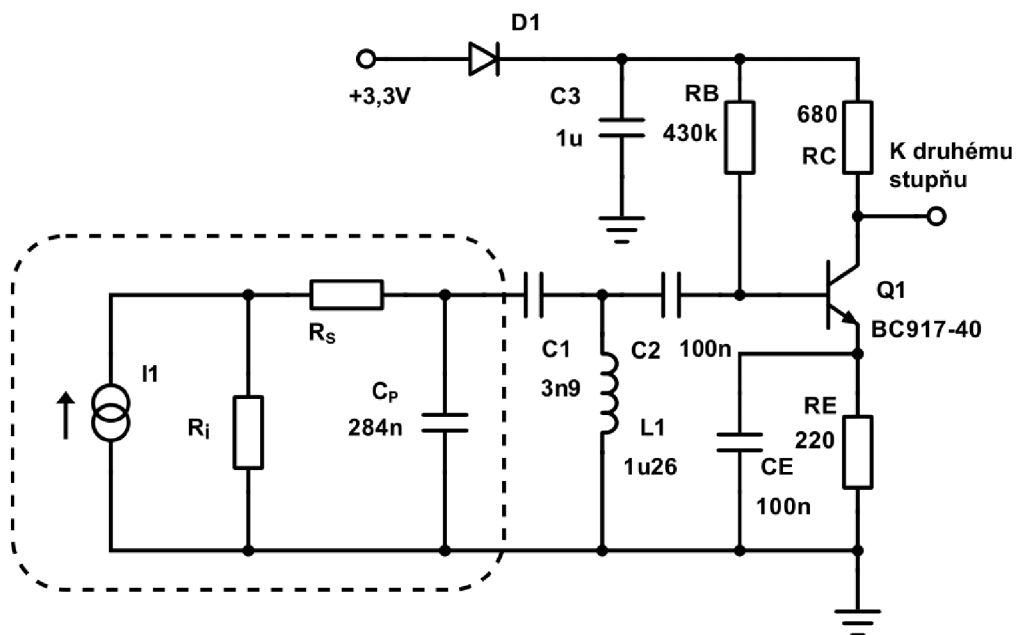 D1
+3,3V
C3
1u
RB
430k
680
RC
K druhému
stupňu
Q1
BC917-40
I1
Ri
RS
CP
284n
C1
3n9
C2
100n
L1
1u26
CE
100n
RE
220